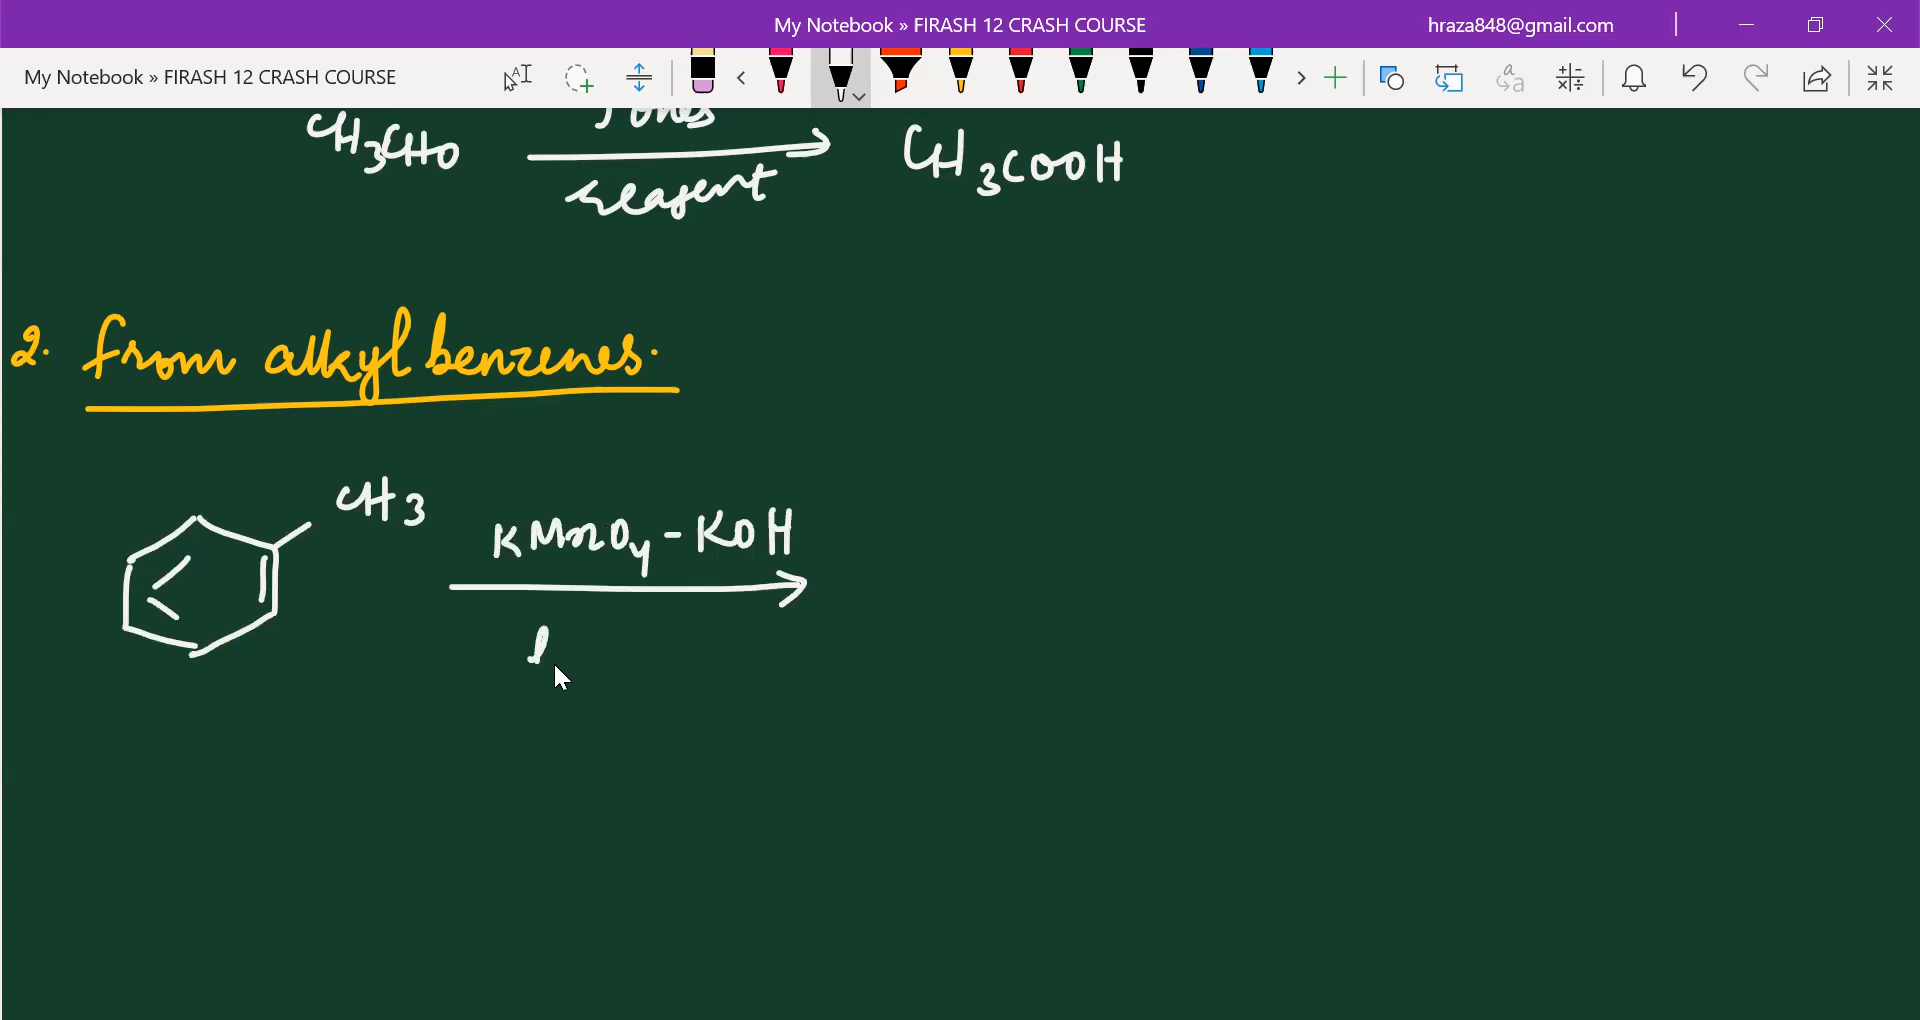 My Notebook » FIRASH 12 CRASH COURSE
hraza848@gmail.com
My Notebook » FIRASH 12 CRASH COURSE
CH3CHO Jones reagent CH3COOH
2. from alkyl benzenes.
CH3
KMnO4 - KOH